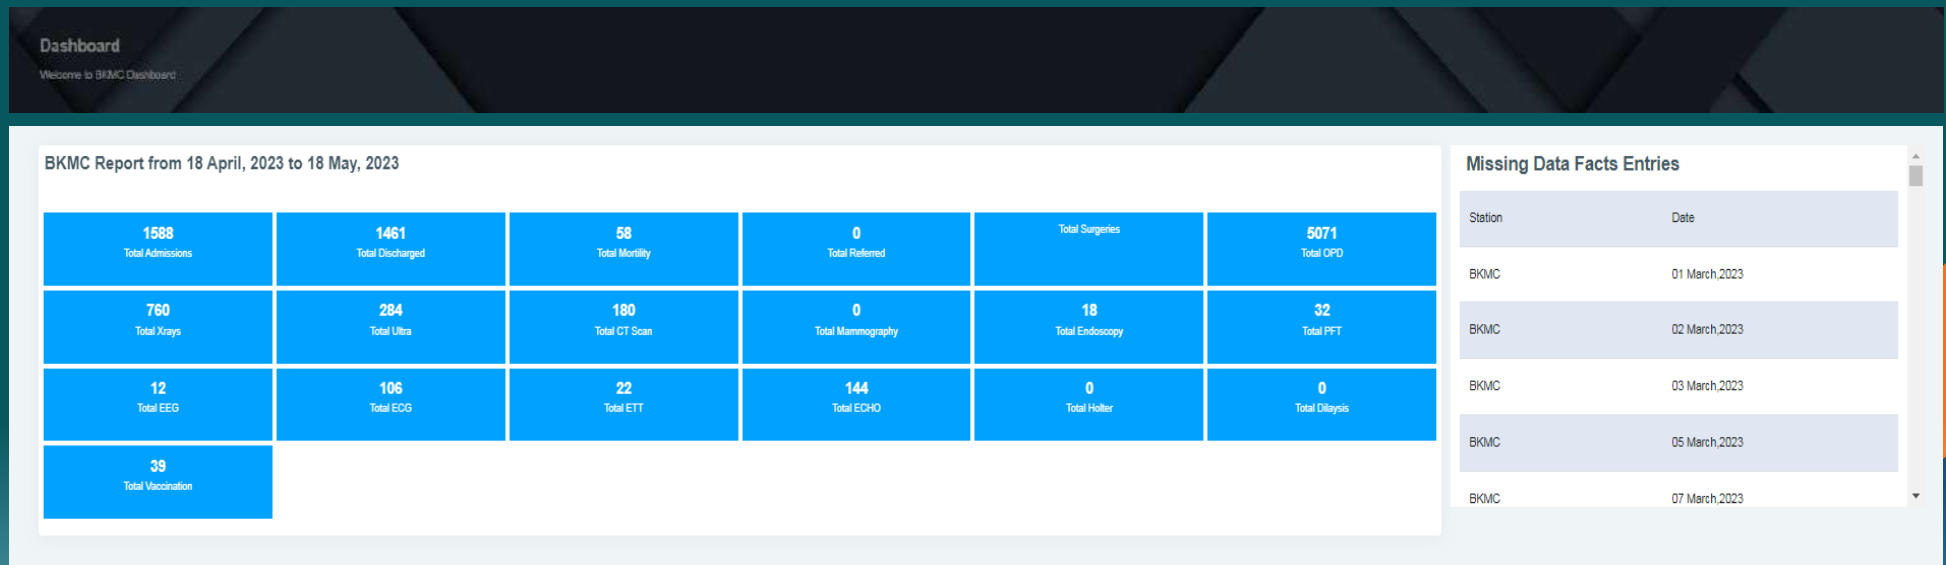 Dashboard
Welcome to BKMC Dashboard
BKMC Report from 18 April, 2023 to 18 May, 2023
1588
Total Admissions
1461
Total Discharged
58
Total Mortility
0
Total Referred
Total Surgeries
5071
Total OPD
760
Total Xrays
284
Total Ultra
180
Total CT Scan
0
Total Mammography
18
Total Endoscopy
32
Total PFT
12
Total EEG
106
Total ECG
22
Total ETT
144
Total ECHO
0
Total Holter
0
Total Dilaysis
39
Total Vaccination
Missing Data Facts Entries
Station Date
BKMC 01 March,2023
BKMC 02 March,2023
BKMC 03 March,2023
BKMC 05 March,2023
BKMC 07 March,2023